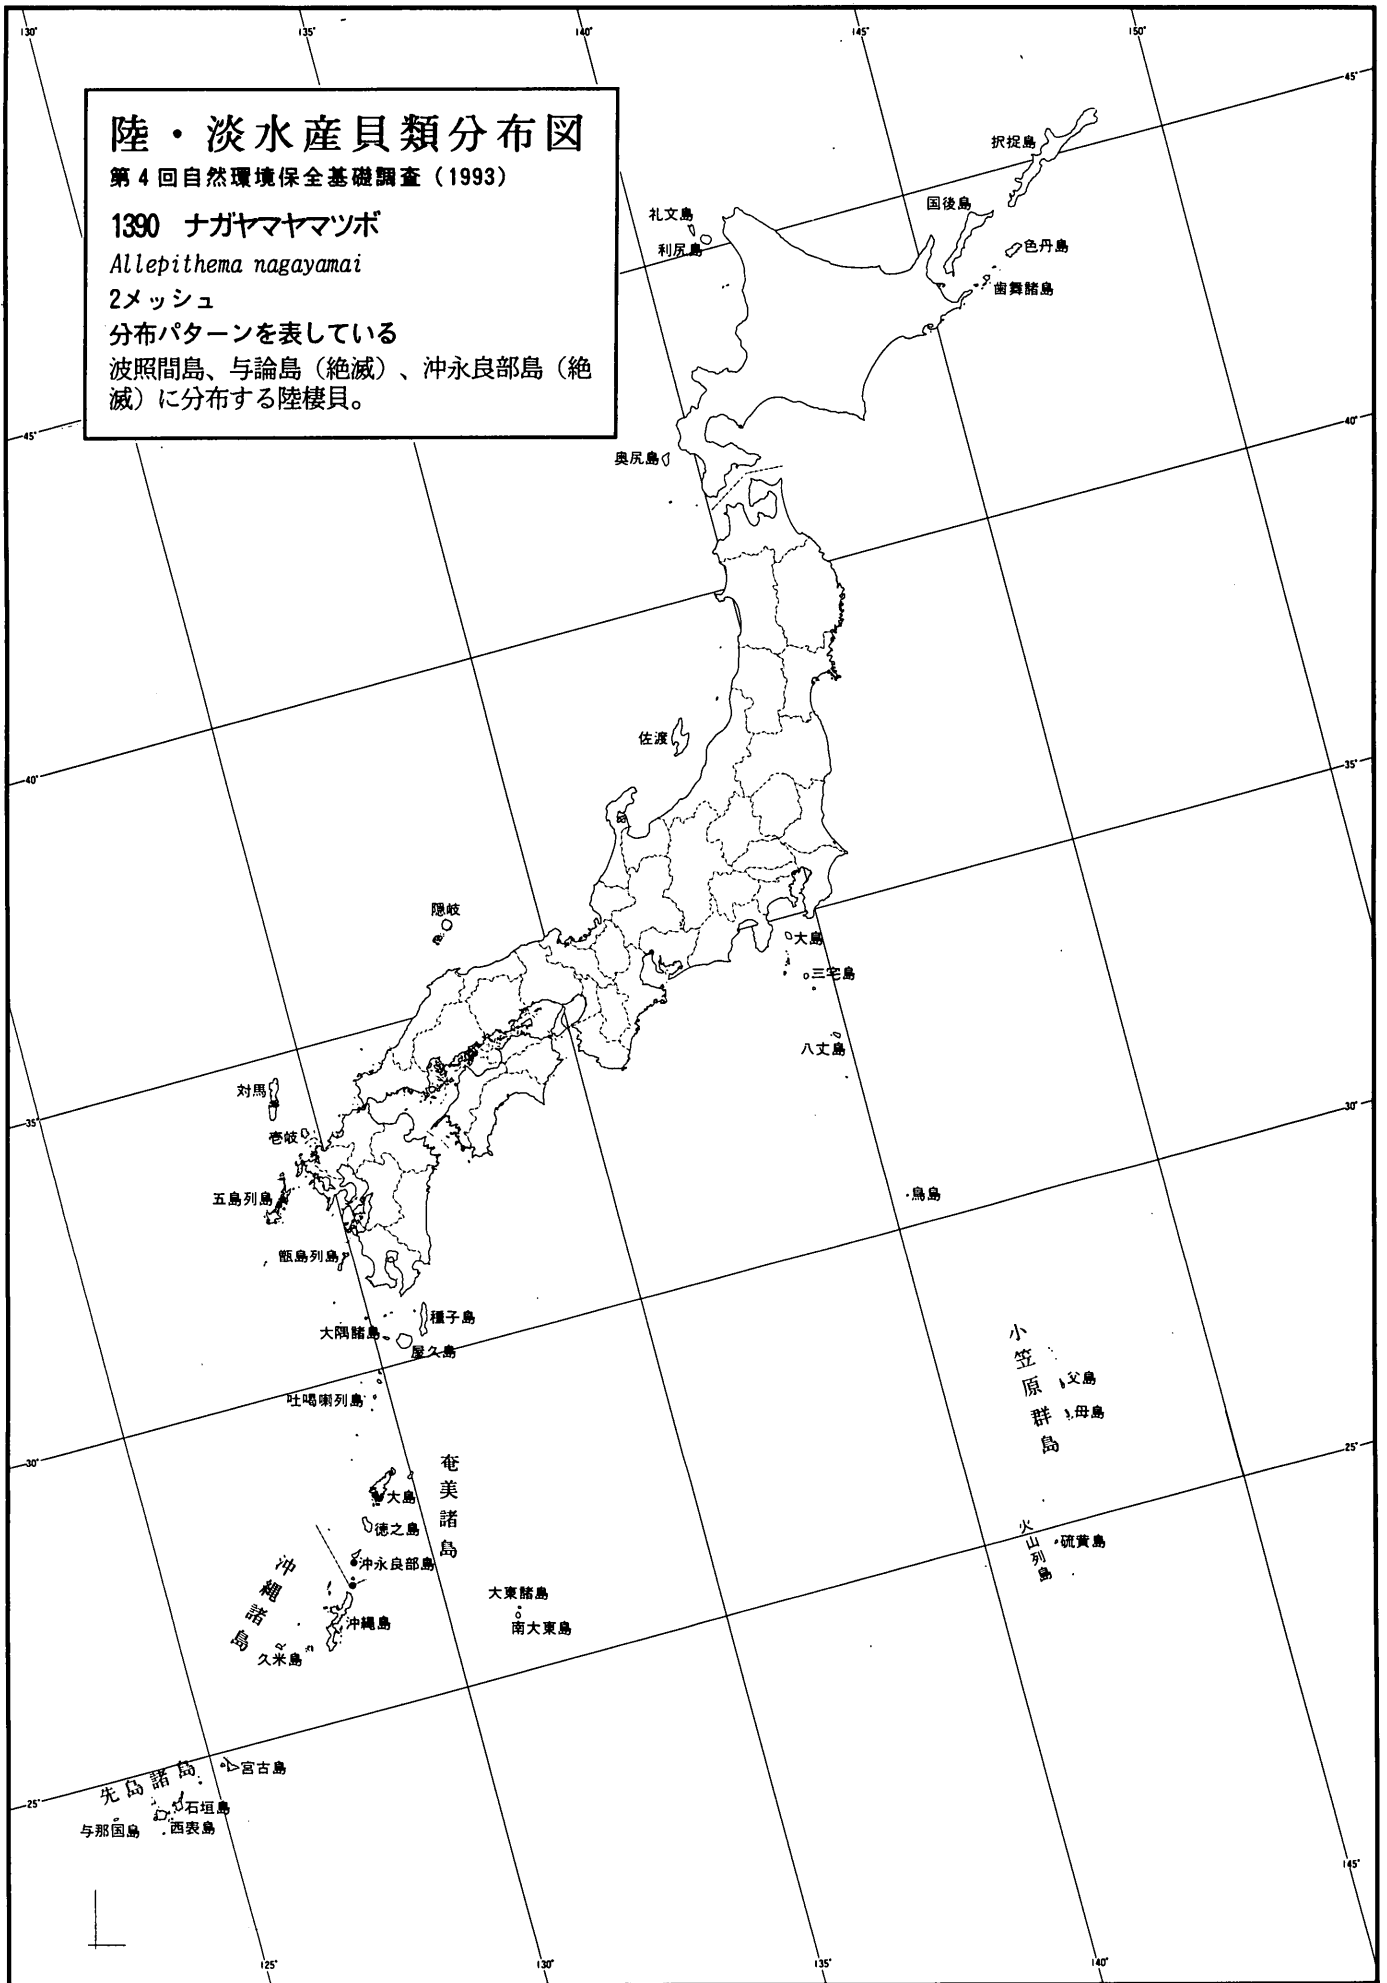 130°
135°
140°
145°
150°
陸・淡水産貝類分布図
第4回自然環境保全基礎調査（1993）
1390 ナガヤマヤマツボ
Allepithema nagayamai
2メッシュ
分布パターンを表している
波照間島、与論島（絶滅）、沖永良部島（絶
滅）に分布する陸棲貝。
45°
択捉島
国後島
色丹島
歯舞諸島
礼文島
利尻島
45°
40°
奥尻島
佐渡
40°
35°
隠岐
大島
三宅島
八丈島
対馬
壱岐
35°
30°
五島列島
甑島列島
鳥島
種子島
大隅諸島
屋久島
吐噶喇列島
小笠原群島
父島
母島
30°
25°
奄美諸島
大島
徳之島
沖永良部島
火山列島
硫黄島
沖縄諸島
沖縄島
久米島
大東諸島
南大東島
先島諸島
宮古島
石垣島
西表島
与那国島
25°
145°
125°
130°
135°
140°